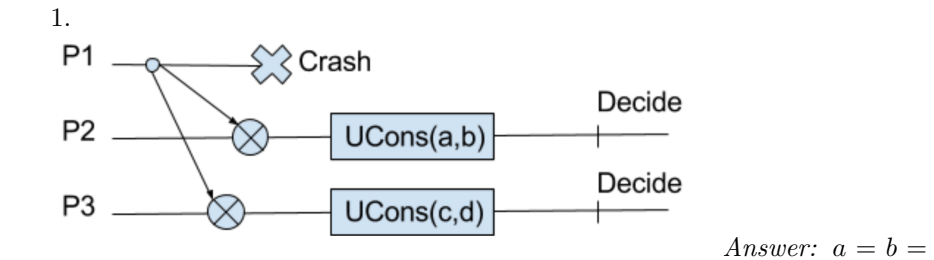 1.
P1 Crash
Decide
P2 UCons(a,b)
Decide
P3 UCons(c,d)
Answer: a = b =